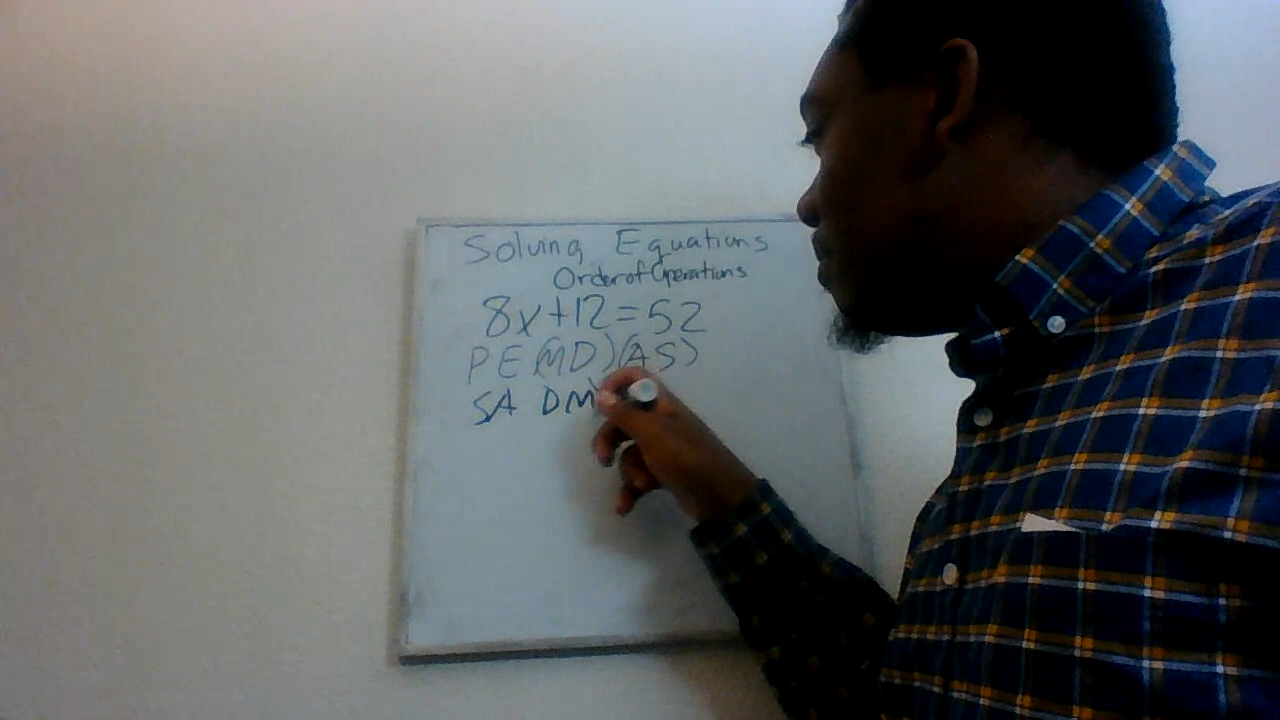 Solving Equations
Order of Operations
8x+12=52
PE(MD)(AS)
SA DM